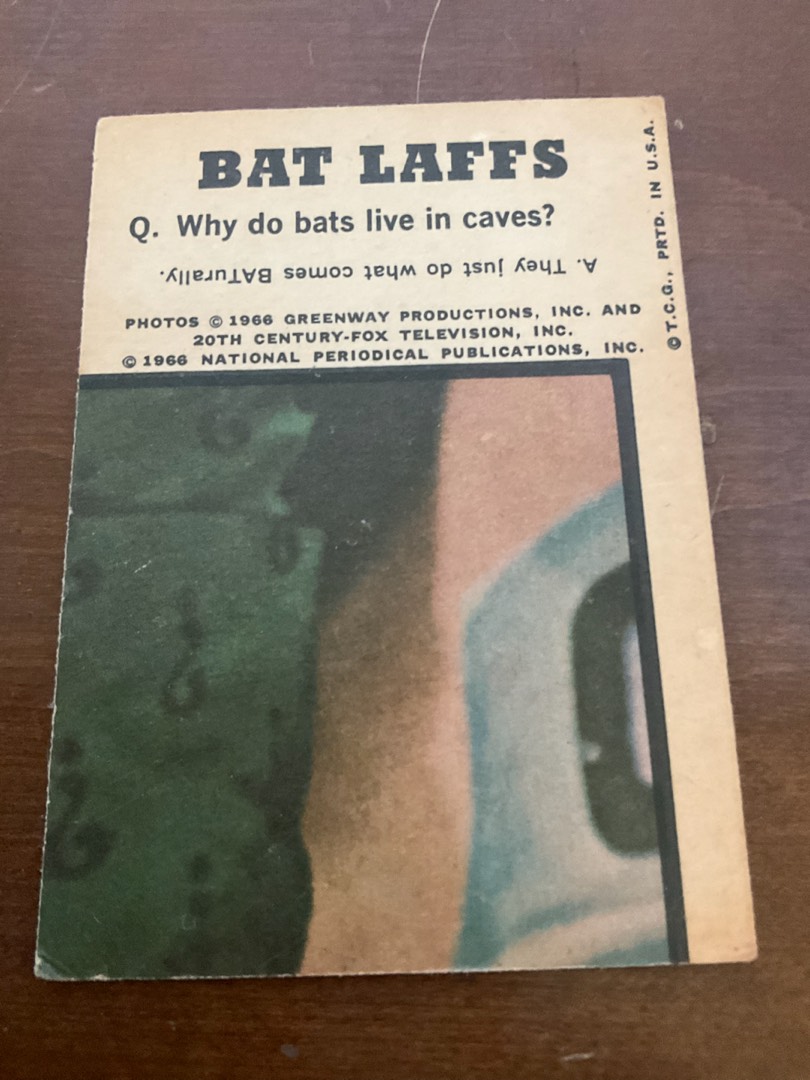 BAT LAFFS
Q. Why do bats live in caves?
A. They just do what comes BATurally.
PHOTOS © 1966 GREENWAY PRODUCTIONS, INC. AND
20TH CENTURY-FOX TELEVISION, INC.
© 1966 NATIONAL PERIODICAL PUBLICATIONS, INC.
© T.C.G., PRTD. IN U.S.A.